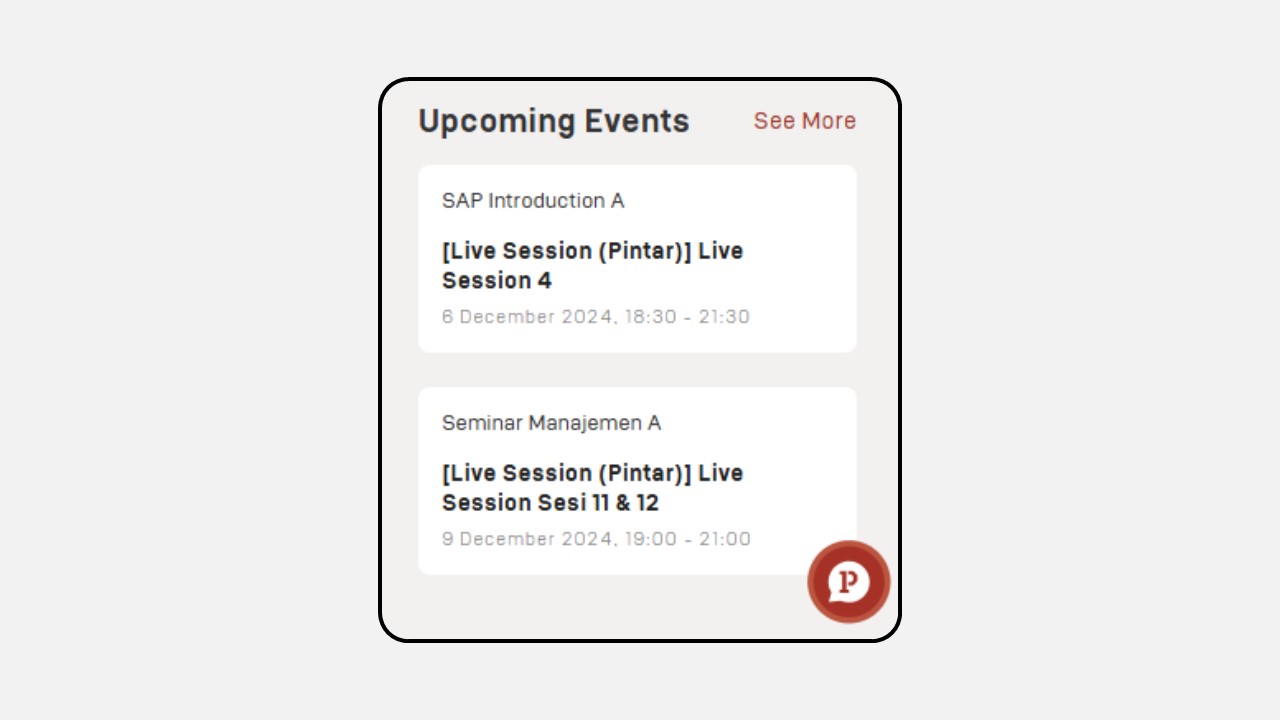 Upcoming Events
See More
SAP Introduction A
[Live Session (Pintar)] Live
Session 4
6 December 2024, 18:30 - 21:30
Seminar Manajemen A
[Live Session (Pintar)] Live
Session Sesi 11 & 12
9 December 2024, 19:00 - 21:00
P